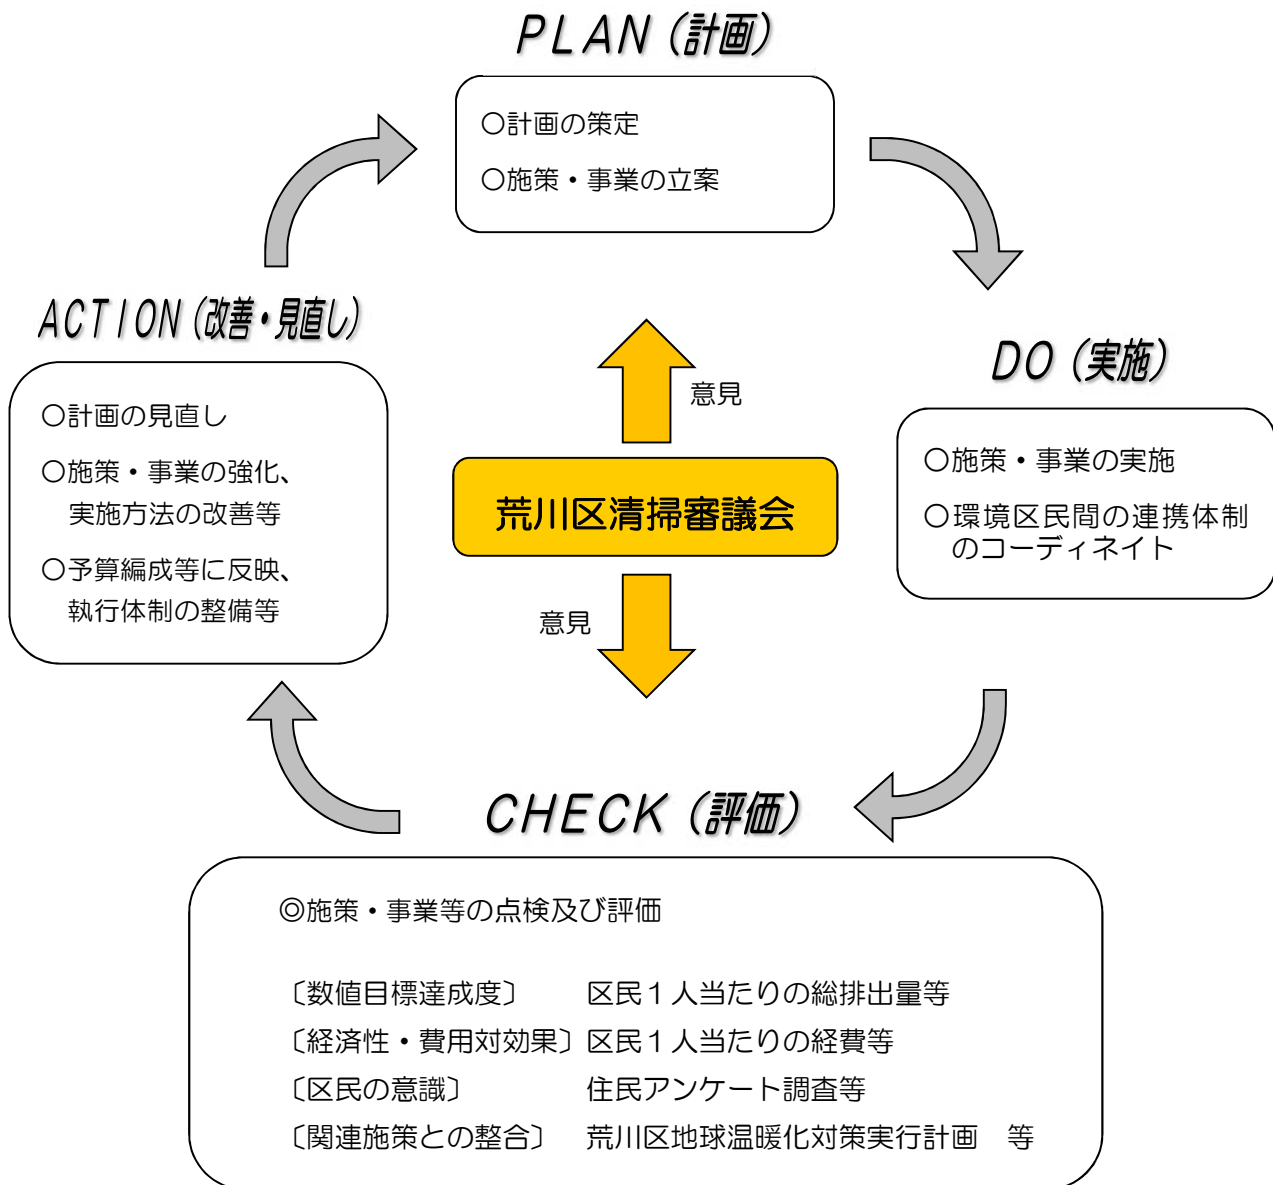 PLAN（計画）
○計画の策定
○施策・事業の立案
ACTION（改善・見直し）
○計画の見直し
○施策・事業の強化、
実施方法の改善等
○予算編成等に反映、
執行体制の整備等
意見
荒川区清掃審議会
意見
DO（実施）
○施策・事業の実施
○環境区民間の連携体制
のコーディネイト
CHECK（評価）
◎施策・事業等の点検及び評価
〔数値目標達成度〕　区民１人当たりの総排出量等
〔経済性・費用対効果〕区民１人当たりの経費等
〔区民の意識〕　住民アンケート調査等
〔関連施策との整合〕　荒川区地球温暖化対策実行計画　等